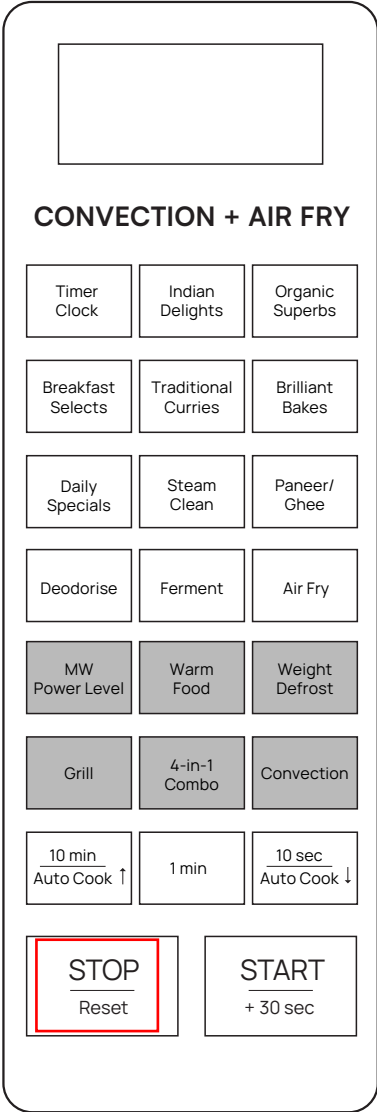 CONVECTION + AIR FRY
Timer
Clock
Indian
Delights
Organic
Superbs
Breakfast
Selects
Traditional
Curries
Brilliant
Bakes
Daily
Specials
Steam
Clean
Paneer/
Ghee
Deodorise
Ferment
Air Fry
MW
Power Level
Warm
Food
Weight
Defrost
Grill
4-in-1
Combo
Convection
10 min
Auto Cook ↑
1 min
10 sec
Auto Cook ↓
STOP
Reset
START
+ 30 sec